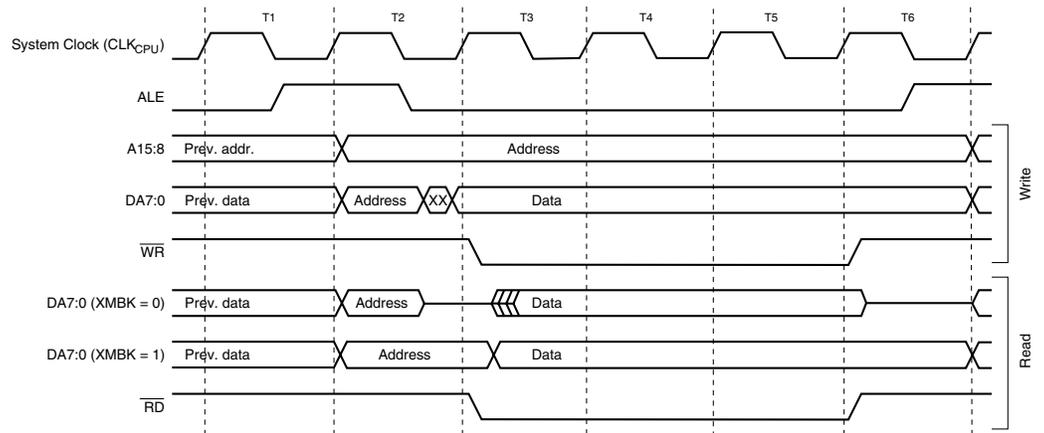 T1 T2 T3 T4 T5 T6
System Clock (CLKCPU)
ALE
A15:8 Prev. addr. Address
DA7:0 Prev. data Address XX Data
WR
Write
DA7:0 (XMBK = 0) Prev. data Address Data
DA7:0 (XMBK = 1) Prev. data Address Data
RD
Read